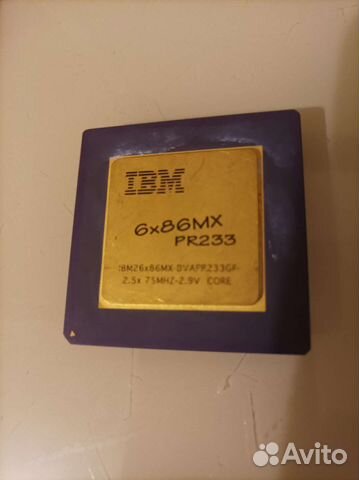 IBM
6x86MX
PR233
IBM26x86MX-BVAPR233GF-
2.5x 75MHZ-2.9V CORE
Avito